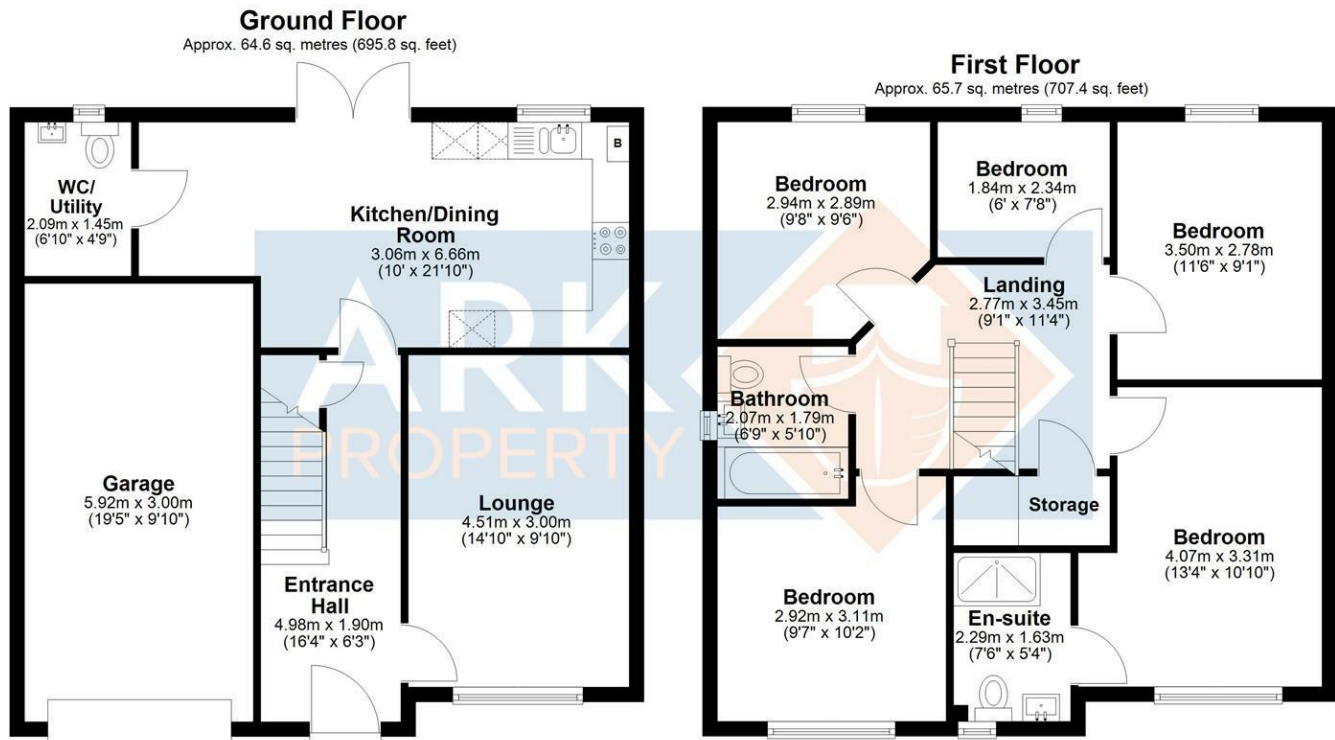 Ground Floor
Approx. 64.6 sq. metres (695.8 sq. feet)
WC/
Utility
2.09m x 1.45m
(6'10" x 4'9")
B
Kitchen/Dining
Room
3.06m x 6.66m
(10' x 21'10")
Garage
5.92m x 3.00m
(19'5" x 9'10")
Lounge
4.51m x 3.00m
(14'10" x 9'10")
Entrance
Hall
4.98m x 1.90m
(16'4" x 6'3")
First Floor
Approx. 65.7 sq. metres (707.4 sq. feet)
Bedroom
2.94m x 2.89m
(9'8" x 9'6")
Bedroom
1.84m x 2.34m
(6' x 7'8")
Bedroom
3.50m x 2.78m
(11'6" x 9'1")
Landing
2.77m x 3.45m
(9'1" x 11'4")
Bathroom
2.07m x 1.79m
(6'9" x 5'10")
Storage
Bedroom
4.07m x 3.31m
(13'4" x 10'10")
Bedroom
2.92m x 3.11m
(9'7" x 10'2")
En-suite
2.29m x 1.63m
(7'6" x 5'4")
ARK
PROPERTY